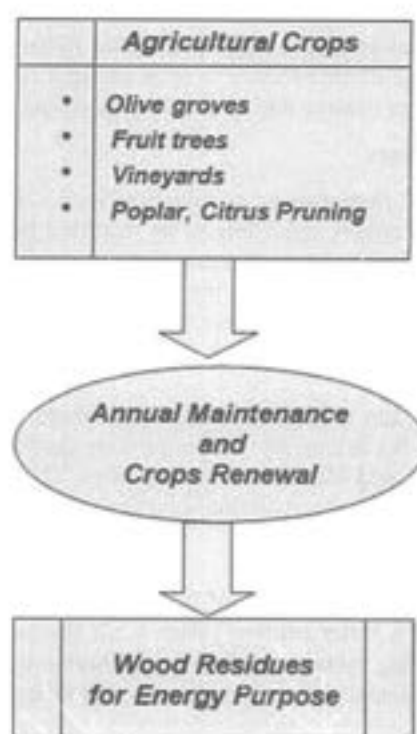 Agricultural Crops
• Olive groves
• Fruit trees
• Vineyards
• Poplar, Citrus Pruning
Annual Maintenance
and
Crops Renewal
Wood Residues
for Energy Purpose